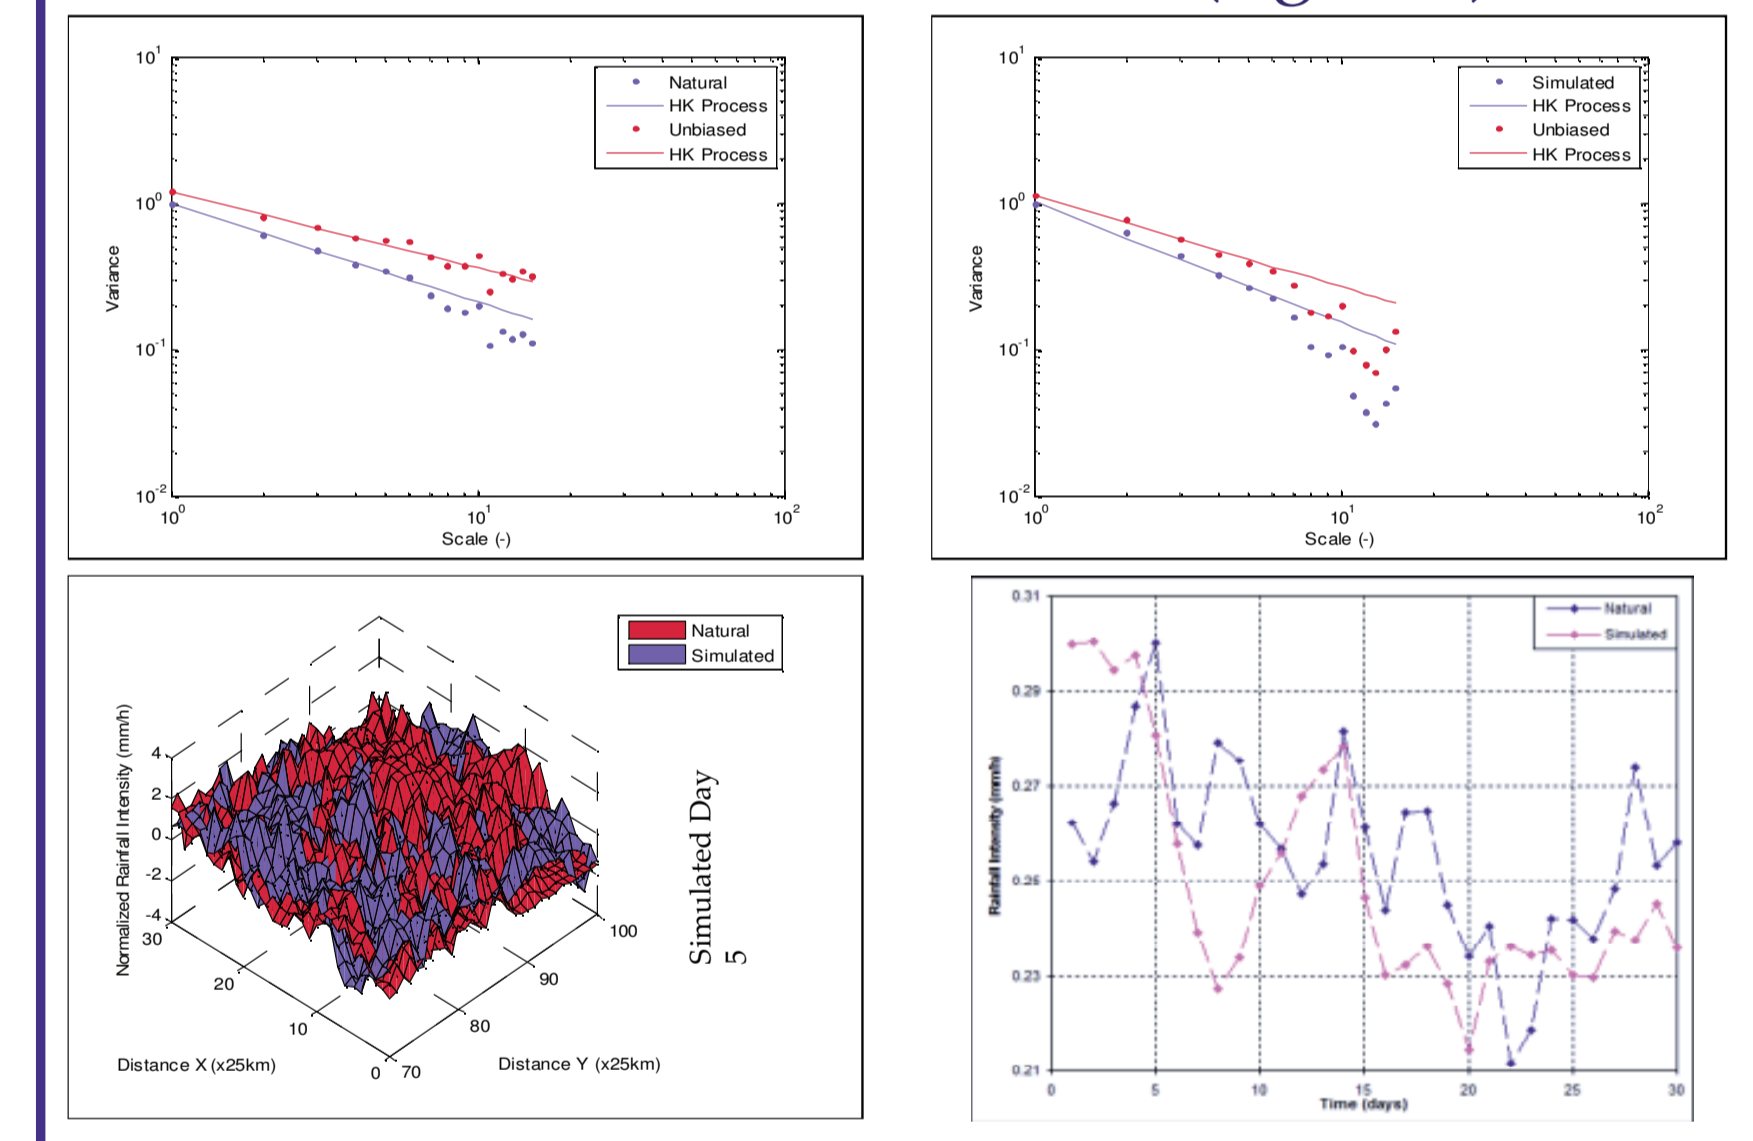 10^1
10^0
10^-1
10^-2
10^0
10^1
10^2
Variance
Scale (-)
Natural
HK Process
Unbiased
HK Process
10^1
10^0
10^-1
10^-2
10^0
10^1
10^2
Variance
Scale (-)
Simulated
HK Process
Unbiased
HK Process
Natural
Simulated
Normalized Rainfall Intensity (mm/h)
4
2
0
-2
-4
30
20
10
0
70
80
90
100
Distance X (x25km)
Distance Y (x25km)
Simulated Day
5
Natural
Simulated
0.31
0.29
0.27
0.25
0.23
0.21
Rainfall Intensity (mm/h)
0
5
10
15
20
25
30
Time (days)